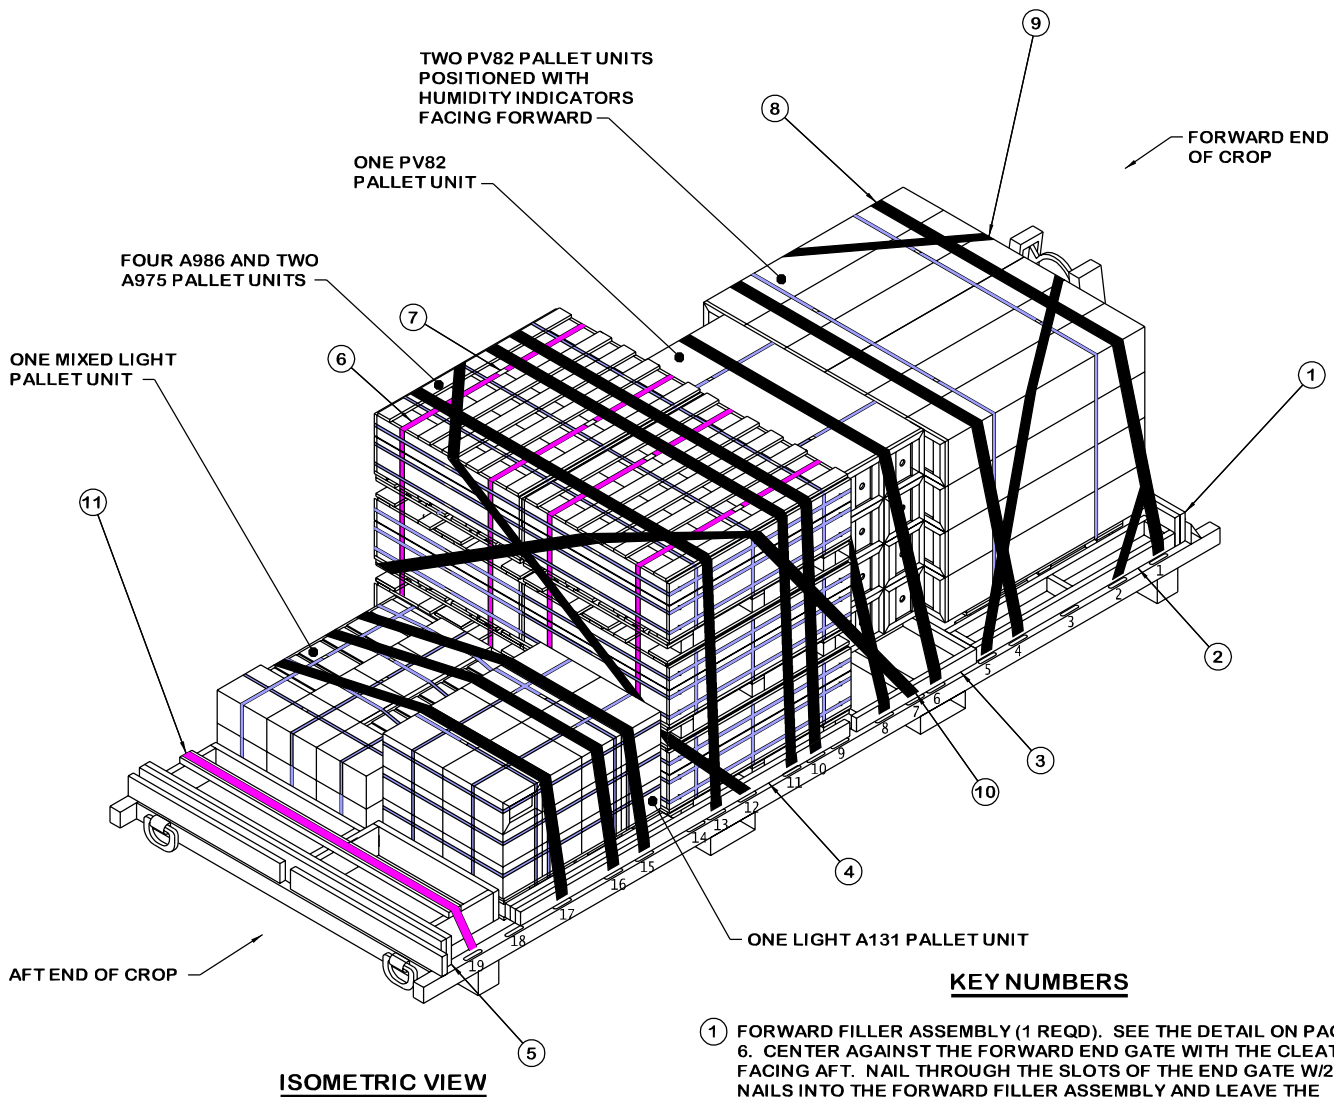 9
TWO PV82 PALLET UNITS
POSITIONED WITH
HUMIDITY INDICATORS
FACING FORWARD
8
FORWARD END
OF CROP
ONE PV82
PALLET UNIT
FOUR A986 AND TWO
A975 PALLET UNITS
7
6
ONE MIXED LIGHT
PALLET UNIT
1
11
1
2
3
4
5
6
7
8
9
10
11
12
13
14
15
16
17
18
19
2
3
10
4
ONE LIGHT A131 PALLET UNIT
AFT END OF CROP
5
ISOMETRIC VIEW
KEY NUMBERS
1 FORWARD FILLER ASSEMBLY (1 REQD). SEE THE DETAIL ON
6. CENTER AGAINST THE FORWARD END GATE WITH THE
FACING AFT. NAIL THROUGH THE SLOTS OF THE END GATE
NAILS INTO THE FORWARD FILLER ASSEMBLY AND LEAVE THE